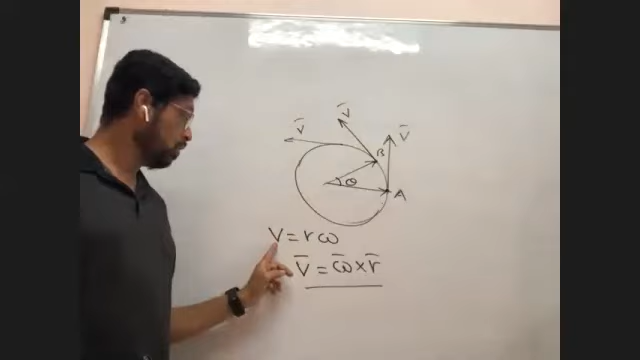 V̄
V̄
V̄
B
θ
A
V = rω
V̄ = ω̄ × r̄